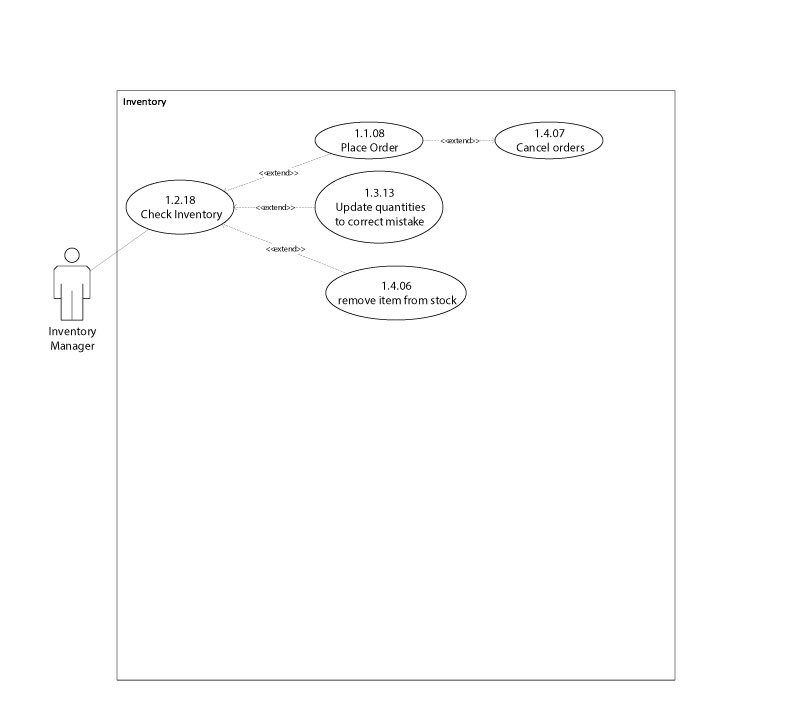 Inventory
1.1.08
Place Order
<<extend>>
1.4.07
Cancel orders
<<extend>>
1.2.18
Check Inventory
<<extend>>
1.3.13
Update quantities
to correct mistake
<<extend>>
1.4.06
remove item from stock
Inventory
Manager